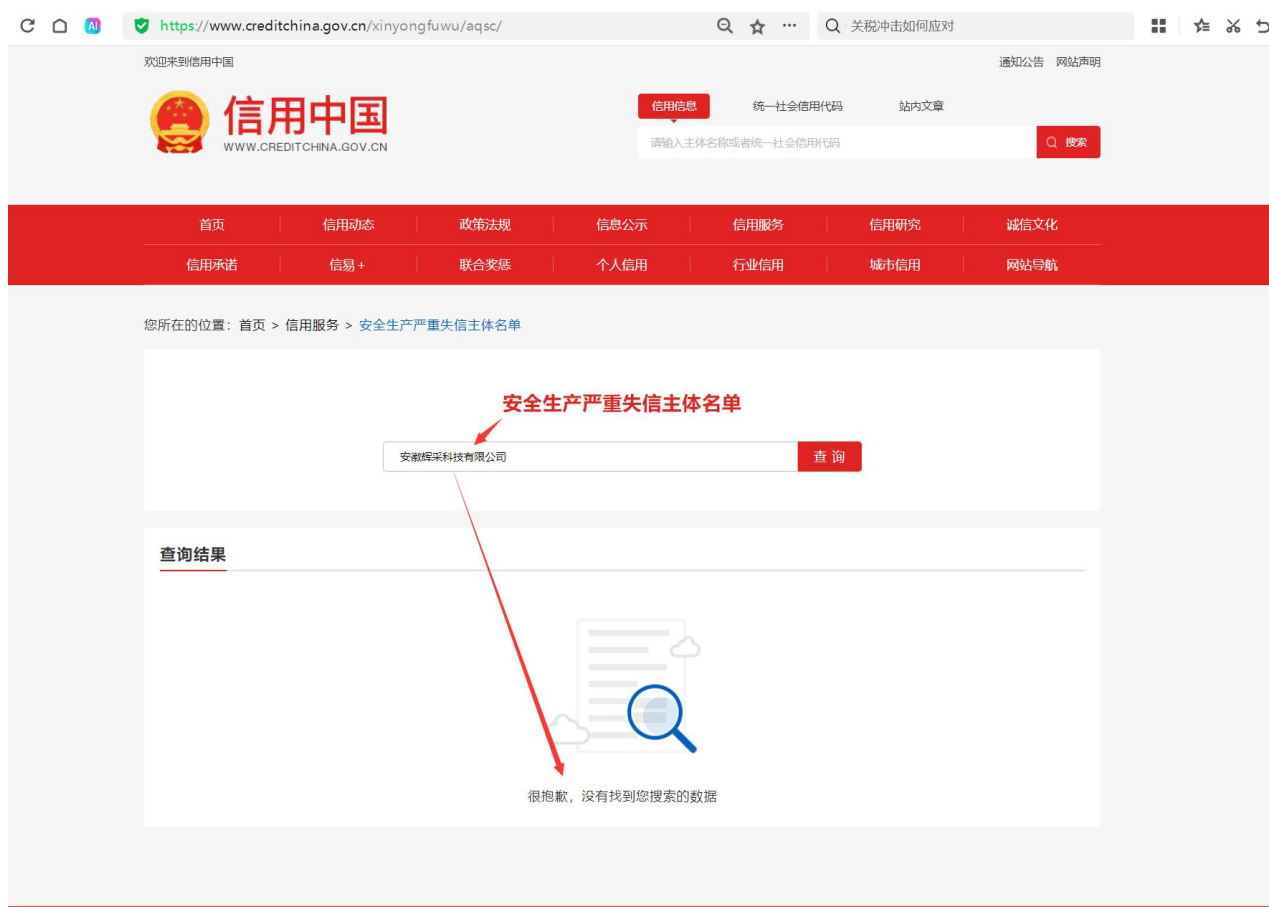 https://www.creditchina.gov.cn/xinyongfuwu/aqsc/
关税冲击如何应对
欢迎来到信用中国
通知公告 网站声明
信用中国
WWW.CREDITCHINA.GOV.CN
信用信息 统一社会信用代码 站内文章
请输入主体名称或者统一社会信用代码
搜索
首页 信用动态 政策法规 信息公示 信用服务 信用研究 诚信文化
信用承诺 信易+ 联合奖惩 个人信用 行业信用 城市信用 网站导航
您所在的位置：首页 > 信用服务 > 安全生产严重失信主体名单
安全生产严重失信主体名单
安徽辉采科技有限公司
查询
查询结果
很抱歉，没有找到您搜索的数据